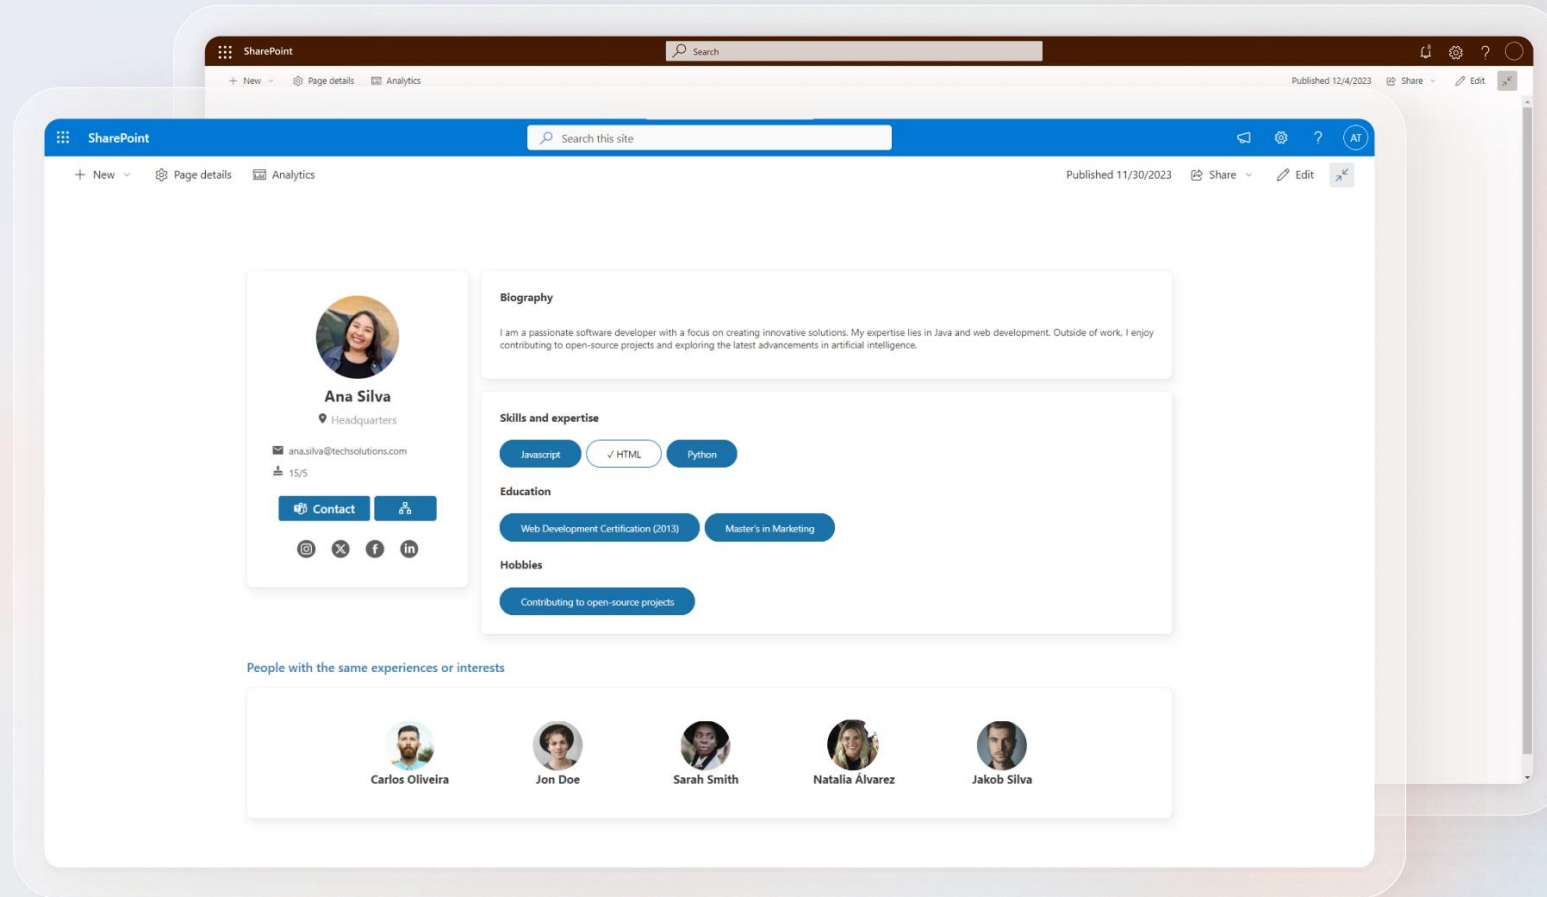 SharePoint
Search
New
Page details
Analytics
Published 12/4/2023
Share
Edit
SharePoint
Search this site
AT
New
Page details
Analytics
Published 11/30/2023
Share
Edit
Ana Silva
Headquarters
ana.silva@techsolutions.com
15/5
Contact
Biography
I am a passionate software developer with a focus on creating innovative solutions. My expertise lies in Java and web development. Outside of work, I enjoy
contributing to open-source projects and exploring the latest advancements in artificial intelligence.
Skills and expertise
Javascript
✓ HTML
Python
Education
Web Development Certification (2013)
Master's in Marketing
Hobbies
Contributing to open-source projects
People with the same experiences or interests
Carlos Oliveira
Jon Doe
Sarah Smith
Natalia Álvarez
Jakob Silva